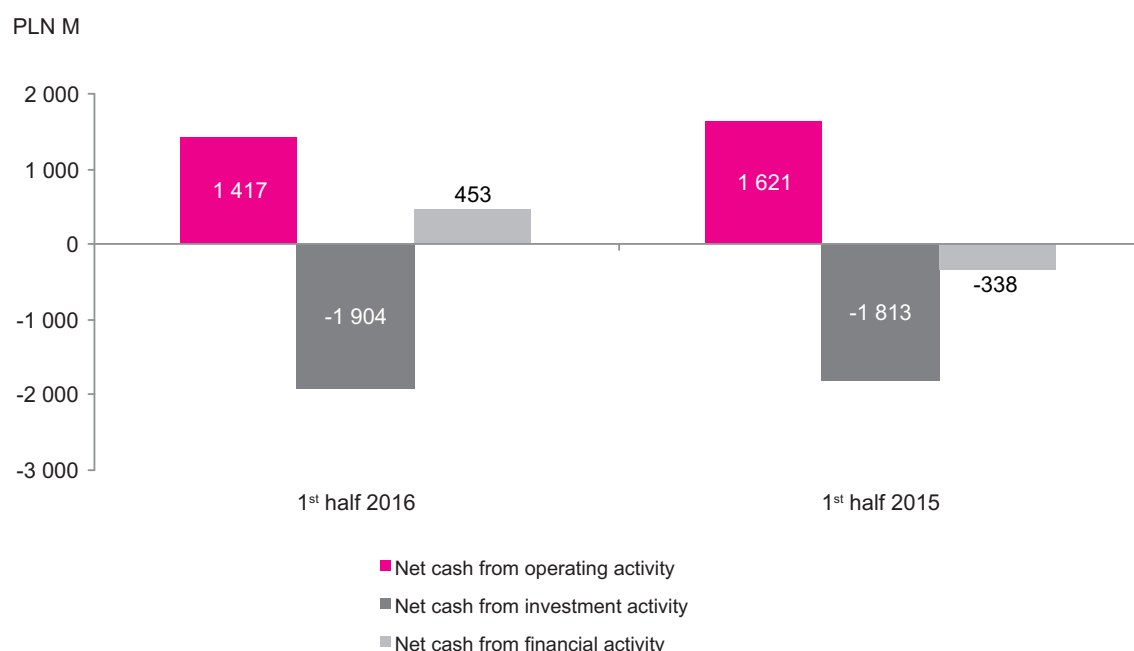 PLN M
2 000
1 000
0
-1 000
-2 000
-3 000
1 417
-1 904
453
1 621
-1 813
-338
1st half 2016
1st half 2015
Net cash from operating activity
Net cash from investment activity
Net cash from financial activity